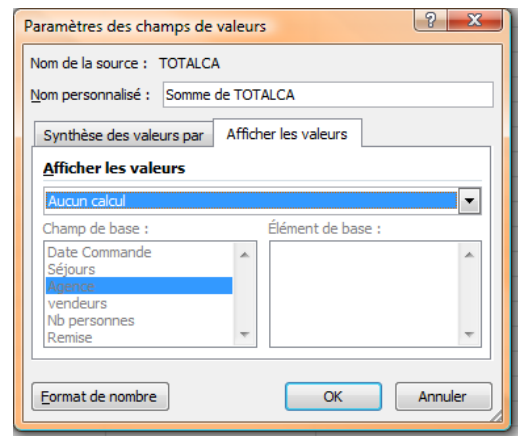 Paramètres des champs de valeurs
Nom de la source : TOTALCA
Nom personnalisé : Somme de TOTALCA
Synthèse des valeurs par Afficher les valeurs
Afficher les valeurs
Aucun calcul
Champ de base : Élément de base :
Date Commande
Séjours
Agence
vendeurs
Nb personnes
Remise
Format de nombre OK Annuler